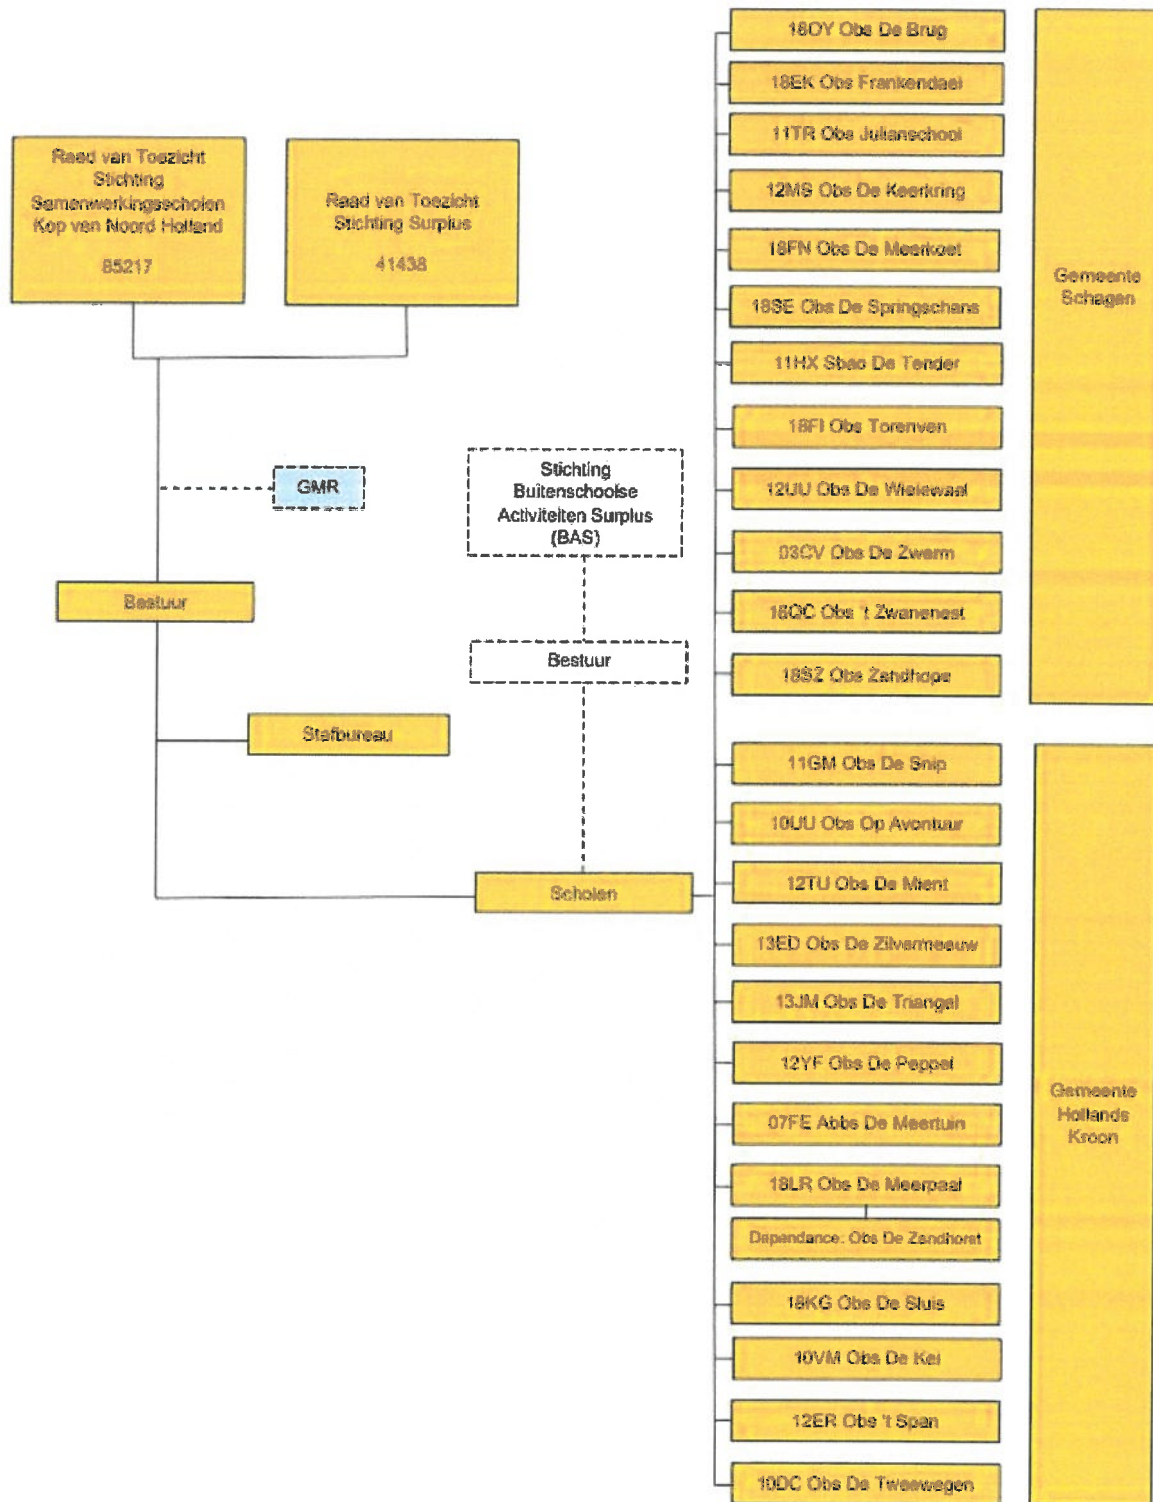 Raad van Toezicht
Stichting
Samenwerkingsscholen
Kop van Noord Holland
85217
Raad van Toezicht
Stichting Surplus
41438
GMR
Bestuur
Stafbureau
Stichting
Buitenschoolse
Activiteiten Surplus
(BAS)
Bestuur
Scholen
18OY Obs De Brug
18EK Obs Frankendael
11TR Obs Julianschool
12MS Obs De Keerkring
18FN Obs De Meerkoet
18SE Obs De Springschans
11HX Sbao De Tender
18FI Obs Torenven
12UU Obs De Wielewaal
03CV Obs De Zwerm
18QC Obs 't Zwanenest
18SZ Obs Zandhope
Gemeente
Schagen
11GM Obs De Snip
10UU Obs Op Avontuur
12TU Obs De Mient
13ED Obs De Zilvermeeuw
13JM Obs De Triangel
12YF Obs De Peppel
07FE Abbs De Meertuin
18LR Obs De Meerpaal
Dependance: Obs De Zandhorst
18KG Obs De Sluis
10VM Obs De Kei
12ER Obs 't Span
10DC Obs De Tweewegen
Gemeente
Hollands
Kroon